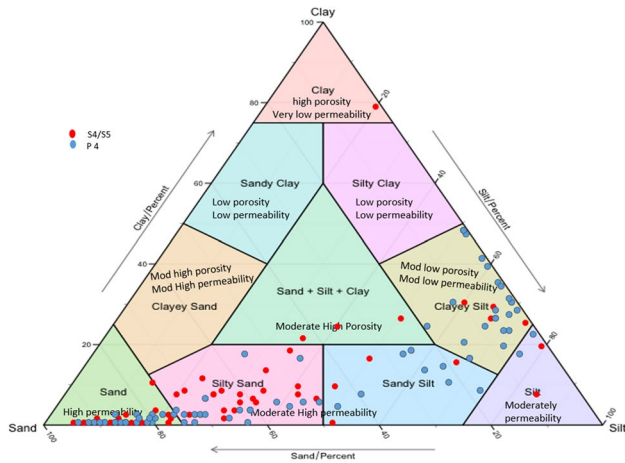 Clay
100
Clay
high porosity
Very low permeability
80
20
S4/S5
P 4
Clay/Percent
Silt/Percent
60
40
Sandy Clay
Low porosity
Low permeability
Silty Clay
Low porosity
Low permeability
40
60
Mod high porosity
Mod High permeability
Clayey Sand
Sand + Silt + Clay
Moderate High Porosity
Mod low porosity
Mod low permeability
Clayey Silt
20
80
Sand
High permeability
Silty Sand
Moderate High permeability
Sandy Silt
Silt
Moderately
permeability
Sand
100
80
60
40
20
100
Silt
Sand/Percent